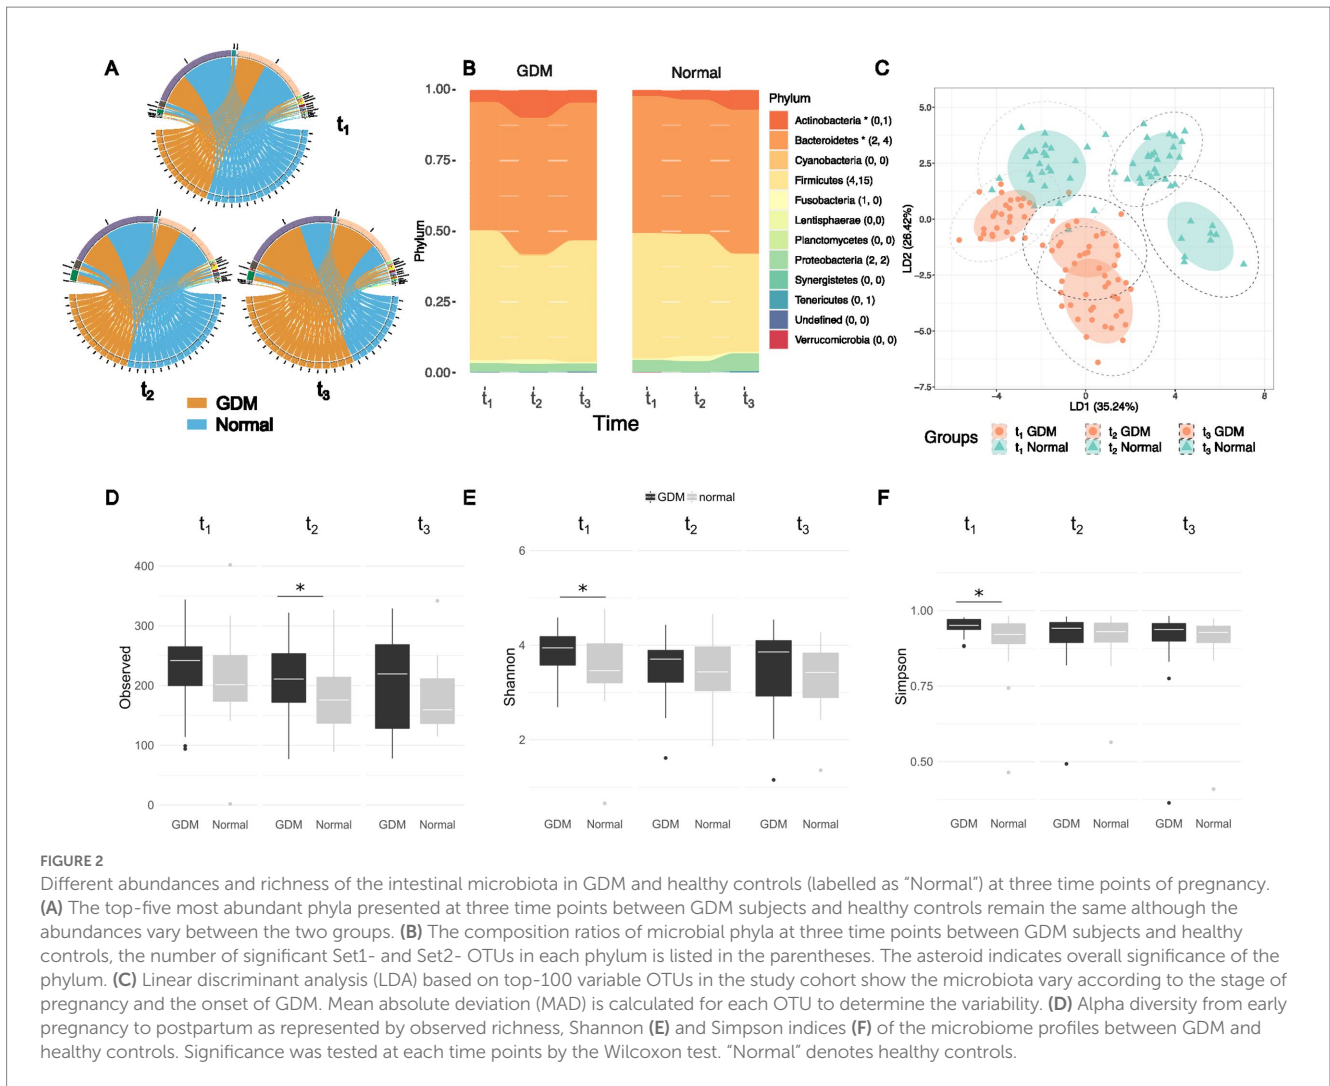 A
t1
t2
t3
GDM
Normal
B
GDM
Normal
Phylum
1.00
0.75
0.50
0.25
0.00
t1 t2 t3 t1 t2 t3
Time
Phylum
Actinobacteria * (0,1)
Bacteroidetes * (2, 4)
Cyanobacteria (0, 0)
Firmicutes (4,15)
Fusobacteria (1, 0)
Lentisphaerae (0,0)
Planctomycetes (0, 0)
Proteobacteria (2, 2)
Synergistetes (0, 0)
Tenericutes (0, 1)
Undefined (0, 0)
Verrucomicrobia (0, 0)
C
LD2 (26.42%)
5.0
2.5
0.0
−2.5
−5.0
−7.5
−4 0 4 8
LD1 (35.24%)
Groups
t1 GDM t2 GDM t3 GDM
t1 Normal t2 Normal t3 Normal
D
t1 t2 t3
Observed
400
300
200
100
0
*
GDM Normal GDM Normal GDM Normal
E
GDM normal
t1 t2 t3
Shannon
6
4
2
*
GDM Normal GDM Normal GDM Normal
F
t1 t2 t3
Simpson
1.00
0.75
0.50
*
GDM Normal GDM Normal GDM Normal
FIGURE 2
Different abundances and richness of the intestinal microbiota in GDM and healthy controls (labelled as “Normal”) at three time points of pregnancy.
(A) The top-five most abundant phyla presented at three time points between GDM subjects and healthy controls remain the same although the
abundances vary between the two groups. (B) The composition ratios of microbial phyla at three time points between GDM subjects and healthy
controls, the number of significant Set1- and Set2- OTUs in each phylum is listed in the parentheses. The asteroid indicates overall significance of the
phylum. (C) Linear discriminant analysis (LDA) based on top-100 variable OTUs in the study cohort show the microbiota vary according to the stage of
pregnancy and the onset of GDM. Mean absolute deviation (MAD) is calculated for each OTU to determine the variability. (D) Alpha diversity from early
pregnancy to postpartum as represented by observed richness, Shannon (E) and Simpson indices (F) of the microbiome profiles between GDM and
healthy controls. Significance was tested at each time points by the Wilcoxon test. “Normal” denotes healthy controls.